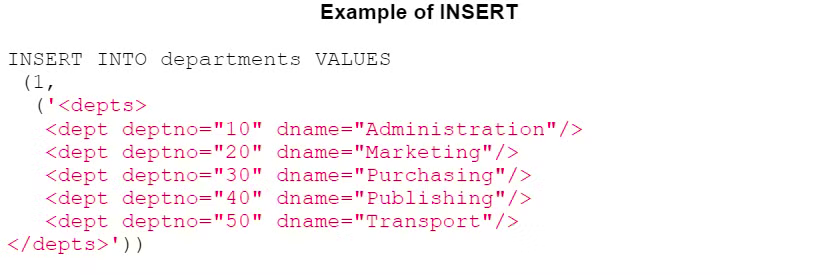 Example of INSERT
INSERT INTO departments VALUES
(1,
('<depts>
<dept deptno="10" dname="Administration"/>
<dept deptno="20" dname="Marketing"/>
<dept deptno="30" dname="Purchasing"/>
<dept deptno="40" dname="Publishing"/>
<dept deptno="50" dname="Transport"/>
</depts>'))